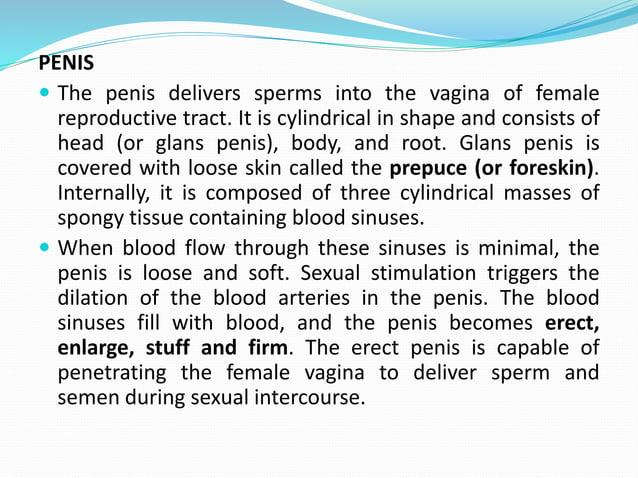 PENIS
The penis delivers sperms into the vagina of female
reproductive tract. It is cylindrical in shape and consists of
head (or glans penis), body, and root. Glans penis is
covered with loose skin called the prepuce (or foreskin).
Internally, it is composed of three cylindrical masses of
spongy tissue containing blood sinuses.
When blood flow through these sinuses is minimal, the
penis is loose and soft. Sexual stimulation triggers the
dilation of the blood arteries in the penis. The blood
sinuses fill with blood, and the penis becomes erect,
enlarge, stuff and firm. The erect penis is capable of
penetrating the female vagina to deliver sperm and
semen during sexual intercourse.